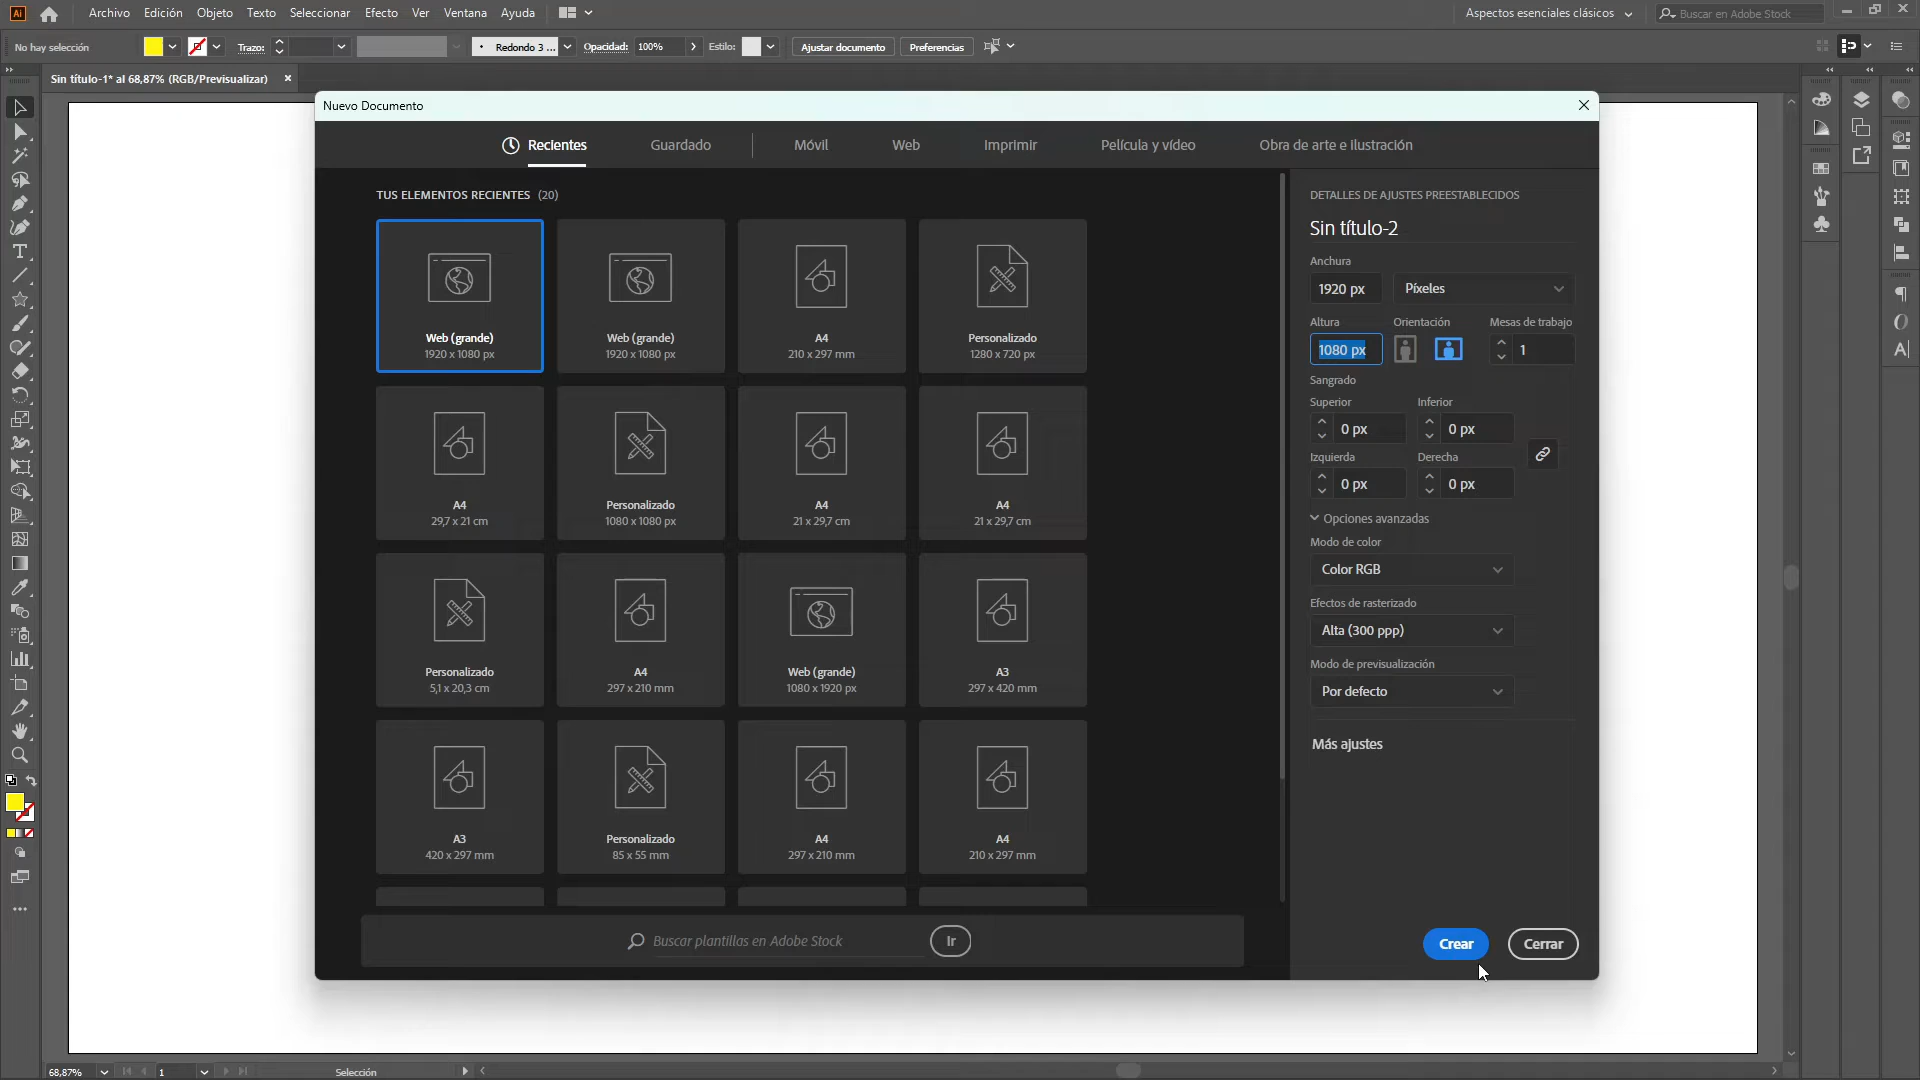 Ai Archivo Edición Objeto Texto Seleccionar Efecto Ver Ventana Ayuda Aspectos esenciales clásicos Buscar en Adobe Stock
No hay selección Trazo: Redondo 3 ... Opacidad: 100% Estilo: Ajustar documento Preferencias
Sin título-1* al 68,87% (RGB/Previsualizar)
Nuevo Documento
Recientes Guardado Móvil Web Imprimir Película y vídeo Obra de arte e ilustración
TUS ELEMENTOS RECIENTES (20)
Web (grande)
1920 x 1080 px
Web (grande)
1920 x 1080 px
A4
210 x 297 mm
Personalizado
1280 x 720 px
A4
29,7 x 21 cm
Personalizado
1080 x 1080 px
A4
21 x 29,7 cm
A4
21 x 29,7 cm
Personalizado
5,1 x 20,3 cm
A4
297 x 210 mm
Web (grande)
1080 x 1920 px
A3
297 x 420 mm
A3
420 x 297 mm
Personalizado
85 x 55 mm
A4
297 x 210 mm
A4
210 x 297 mm
Buscar plantillas en Adobe Stock Ir
DETALLES DE AJUSTES PREESTABLECIDOS
Sin título-2
Anchura
1920 px Píxeles
Altura Orientación Mesas de trabajo
1080 px 1
Sangrado
Superior Inferior
0 px 0 px
Izquierda Derecha
0 px 0 px
Opciones avanzadas
Modo de color
Color RGB
Efectos de rasterizado
Alta (300 ppp)
Modo de previsualización
Por defecto
Más ajustes
Crear Cerrar
68,87% 1 Selección